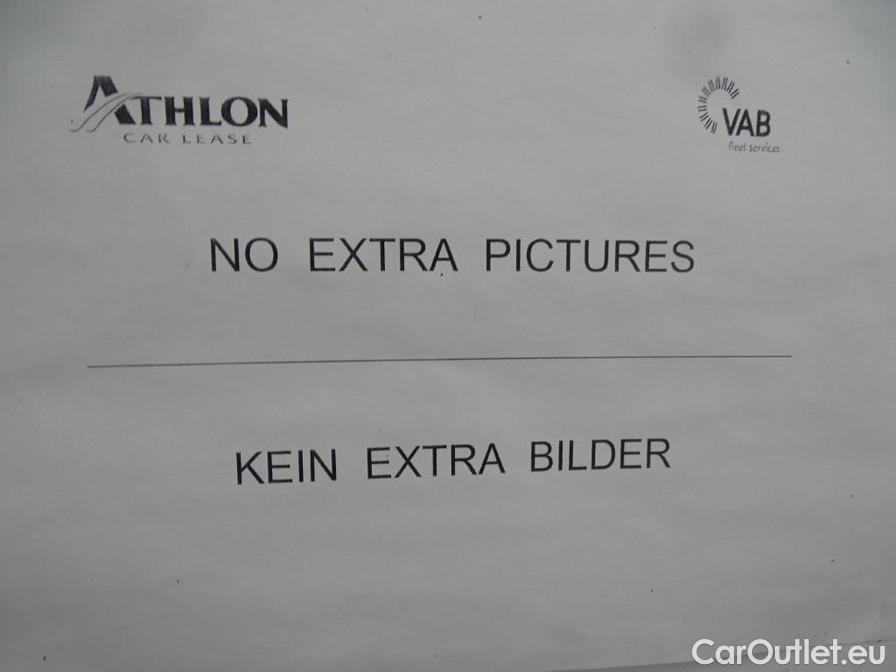 ATHLON
CAR LEASE
VAB
fleet services
NO EXTRA PICTURES
KEIN EXTRA BILDER
CarOutlet.eu